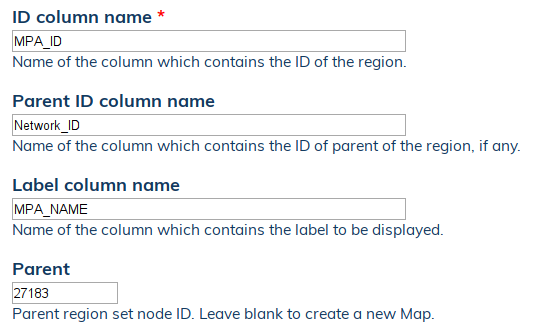 ID column name *
MPA_ID
Name of the column which contains the ID of the region.
Parent ID column name
Network_ID
Name of the column which contains the ID of parent of the region, if any.
Label column name
MPA_NAME
Name of the column which contains the label to be displayed.
Parent
27183
Parent region set node ID. Leave blank to create a new Map.